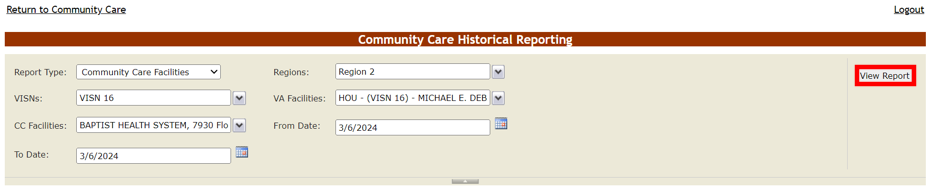 Return to Community Care Logout
Community Care Historical Reporting
Report Type: Community Care Facilities Regions: Region 2 View Report
VISNs: VISN 16 VA Facilities: HOU - (VISN 16) - MICHAEL E. DEB
CC Facilities: BAPTIST HEALTH SYSTEM, 7930 Flo From Date: 3/6/2024
To Date: 3/6/2024